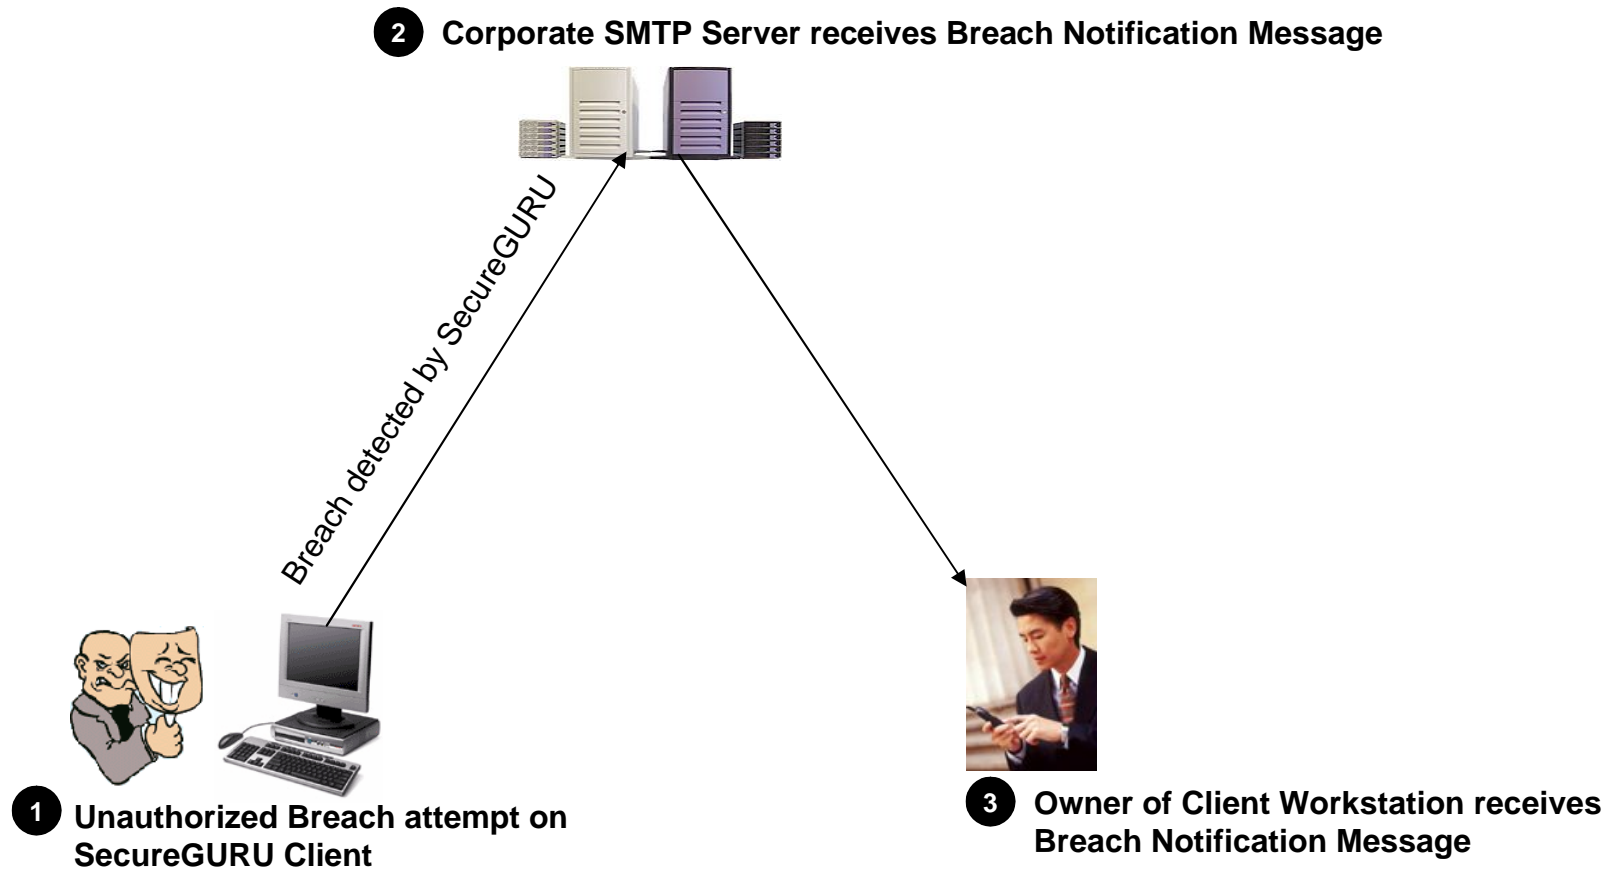 2 Corporate SMTP Server receives Breach Notification Message
Breach detected by SecureGURU
1 Unauthorized Breach attempt on
SecureGURU Client
3 Owner of Client Workstation receives
Breach Notification Message